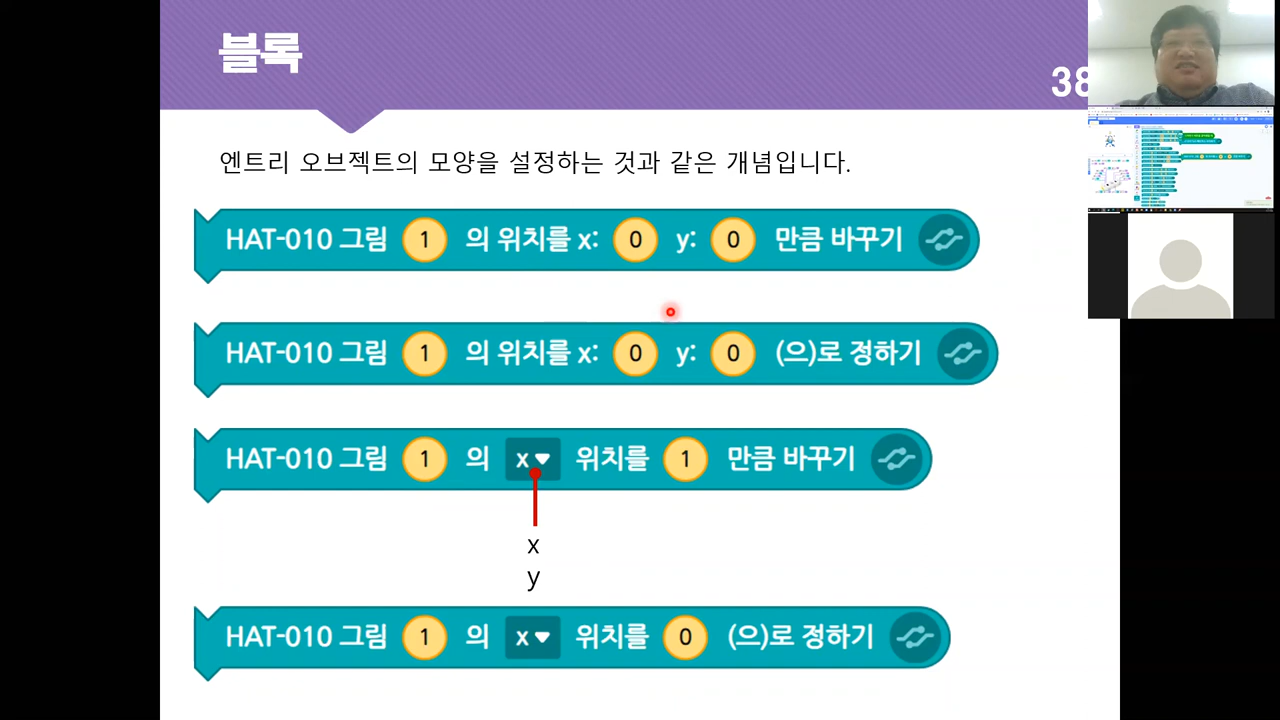 블록
38
엔트리 오브젝트의 모양을 설정하는 것과 같은 개념입니다.
HAT-010 그림 1 의 위치를 x: 0 y: 0 만큼 바꾸기
HAT-010 그림 1 의 위치를 x: 0 y: 0 (으)로 정하기
HAT-010 그림 1 의 x 위치를 1 만큼 바꾸기
x
y
HAT-010 그림 1 의 x 위치를 0 (으)로 정하기